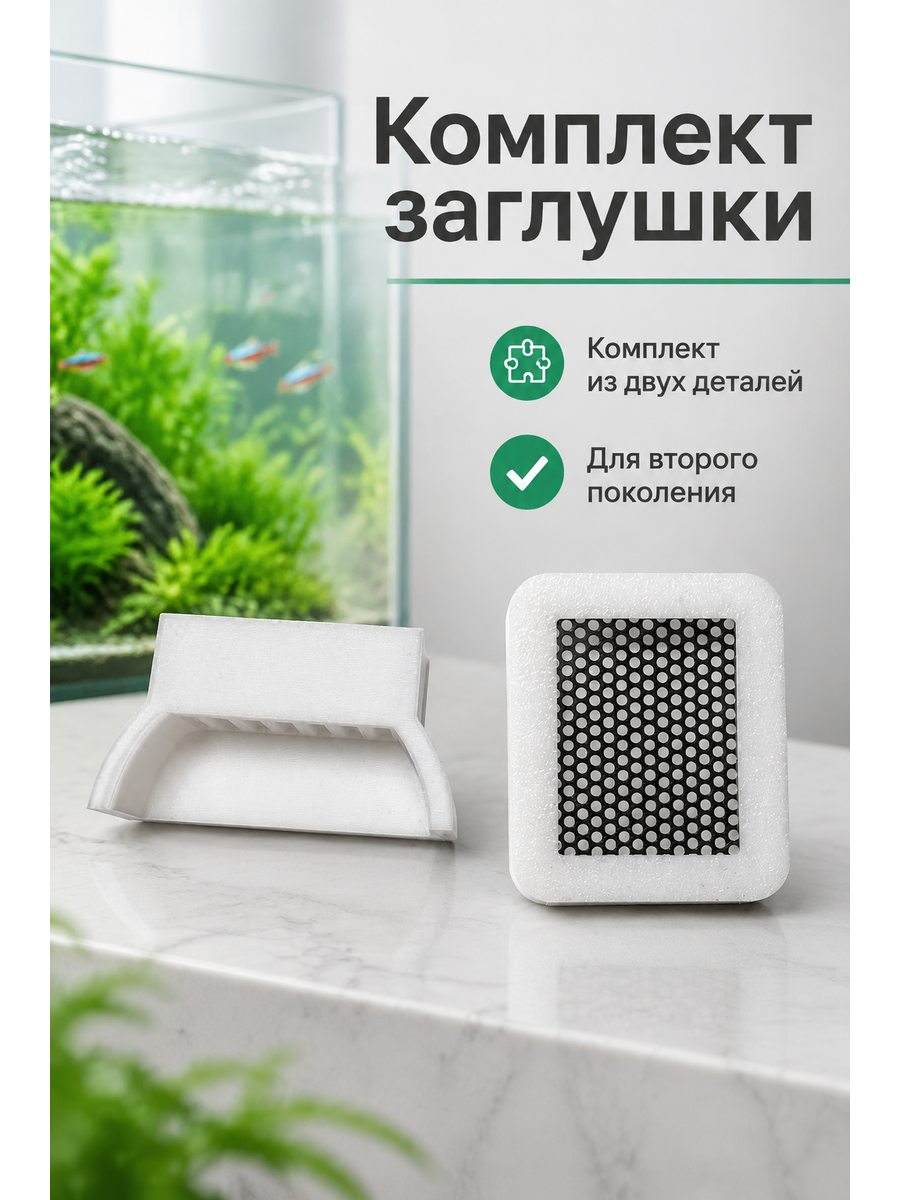 Комплект
заглушки
Комплект
из двух деталей
Для второго
поколения